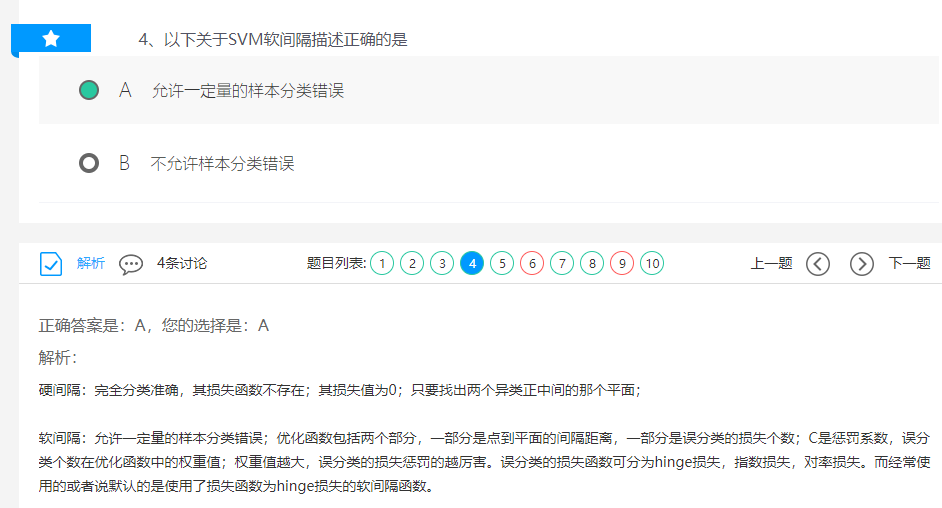 4、以下关于SVM软间隔描述正确的是
A 允许一定量的样本分类错误
B 不允许样本分类错误
解析 4条讨论 题目列表: 1 2 3 4 5 6 7 8 9 10 上一题 下一题
正确答案是：A，您的选择是：A
解析：
硬间隔：完全分类准确，其损失函数不存在；其损失值为0；只要找出两个异类正中间的那个平面；
软间隔：允许一定量的样本分类错误；优化函数包括两个部分，一部分是点到平面的间隔距离，一部分是误分类的损失个数；C是惩罚系数，误分
类个数在优化函数中的权重值；权重值越大，误分类的损失惩罚的越厉害。误分类的损失函数可分为hinge损失，指数损失，对率损失。而经常使
用的或者说默认的是使用了损失函数为hinge损失的软间隔函数。